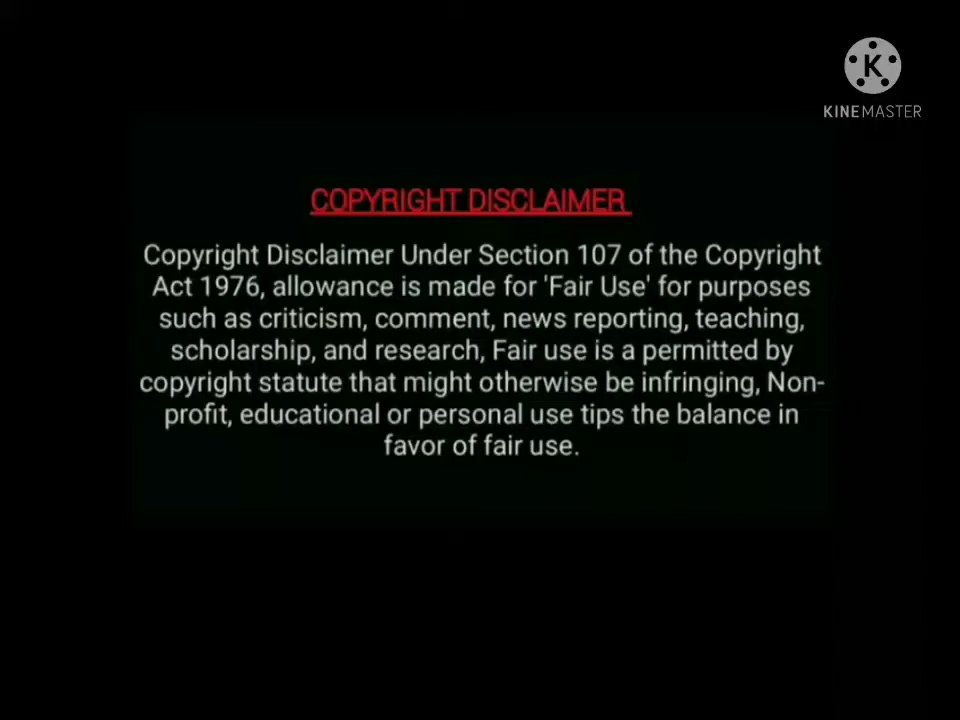 K
KINEMASTER
COPYRIGHT DISCLAIMER
Copyright Disclaimer Under Section 107 of the Copyright
Act 1976, allowance is made for 'Fair Use' for purposes
such as criticism, comment, news reporting, teaching,
scholarship, and research, Fair use is a permitted by
copyright statute that might otherwise be infringing, Non-
profit, educational or personal use tips the balance in
favor of fair use.